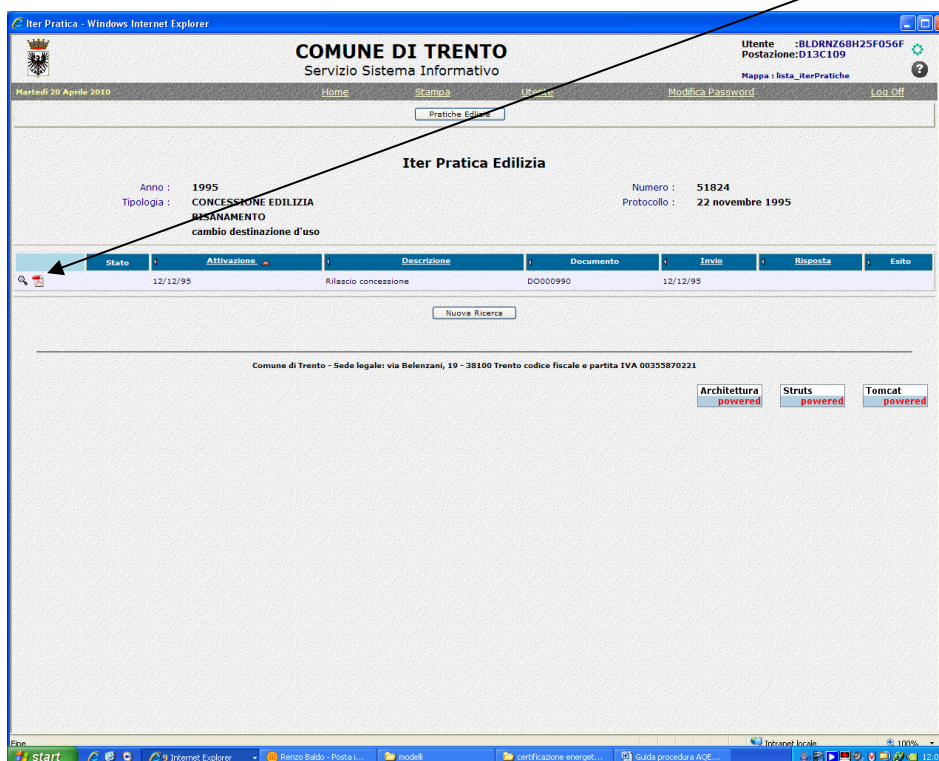 Iter Pratica - Windows Internet Explorer
COMUNE DI TRENTO
Servizio Sistema Informativo
Utente :BLDRNZ68H25F056F
Postazione:D13C109
Mappa : lista_iterPratiche
Martedì 20 Aprile 2010 Home Stampa Utente Modifica Password Log Off
Pratiche Edilizie
Iter Pratica Edilizia
Anno : 1995 Numero : 51824
Tipologia : CONCESSIONE EDILIZIA Protocollo : 22 novembre 1995
RISANAMENTO
cambio destinazione d'uso
Stato Attivazione Descrizione Documento Invio Risposta Esito
12/12/95 Rilascio concessione DO000990 12/12/95
Nuova Ricerca
Comune di Trento - Sede legale: via Belenzani, 19 - 38100 Trento codice fiscale e partita IVA 00355870221
Architettura powered
Struts powered
Tomcat powered
Fine Intranet locale 100%
start 9 Internet Explorer Renzo Baldo - Posta i... modelli certificazione energet... Guida procedura AQE... 12.0